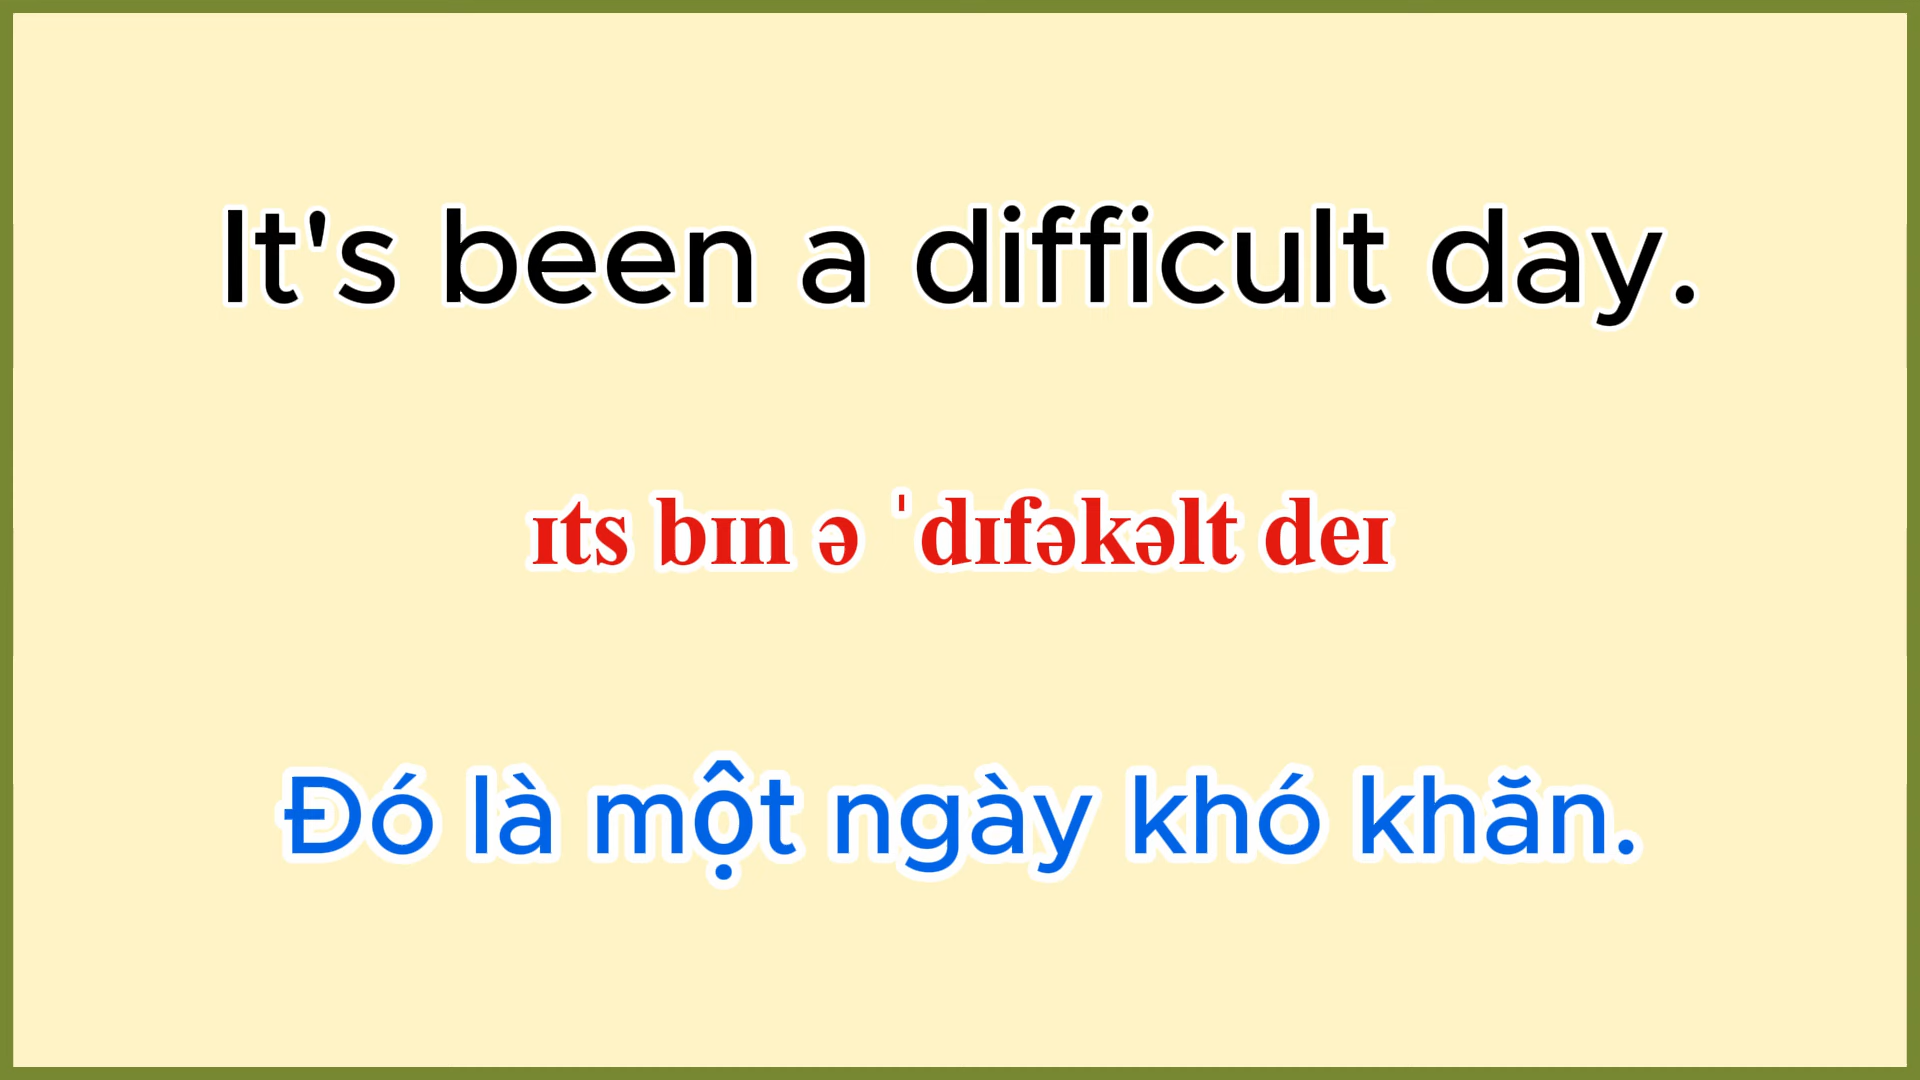 It's been a difficult day.
ɪts bɪn ə ˈdɪfəkəlt deɪ
Đó là một ngày khó khăn.